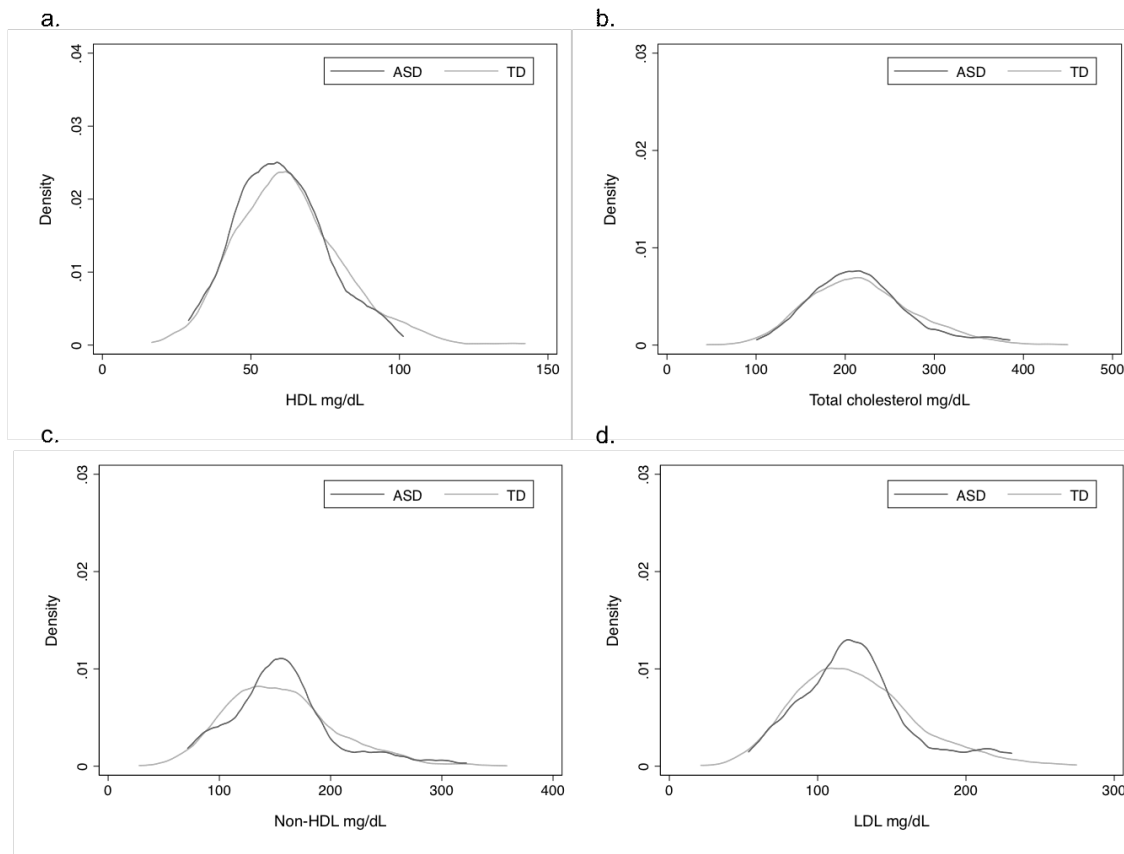 a.
ASD TD
.04
.03
.02
.01
0
Density
0 50 100 150
HDL mg/dL
b.
ASD TD
.03
.02
.01
0
Density
0 100 200 300 400 500
Total cholesterol mg/dL
c.
ASD TD
.03
.02
.01
0
Density
0 100 200 300 400
Non-HDL mg/dL
d.
ASD TD
.03
.02
.01
0
Density
0 100 200 300
LDL mg/dL